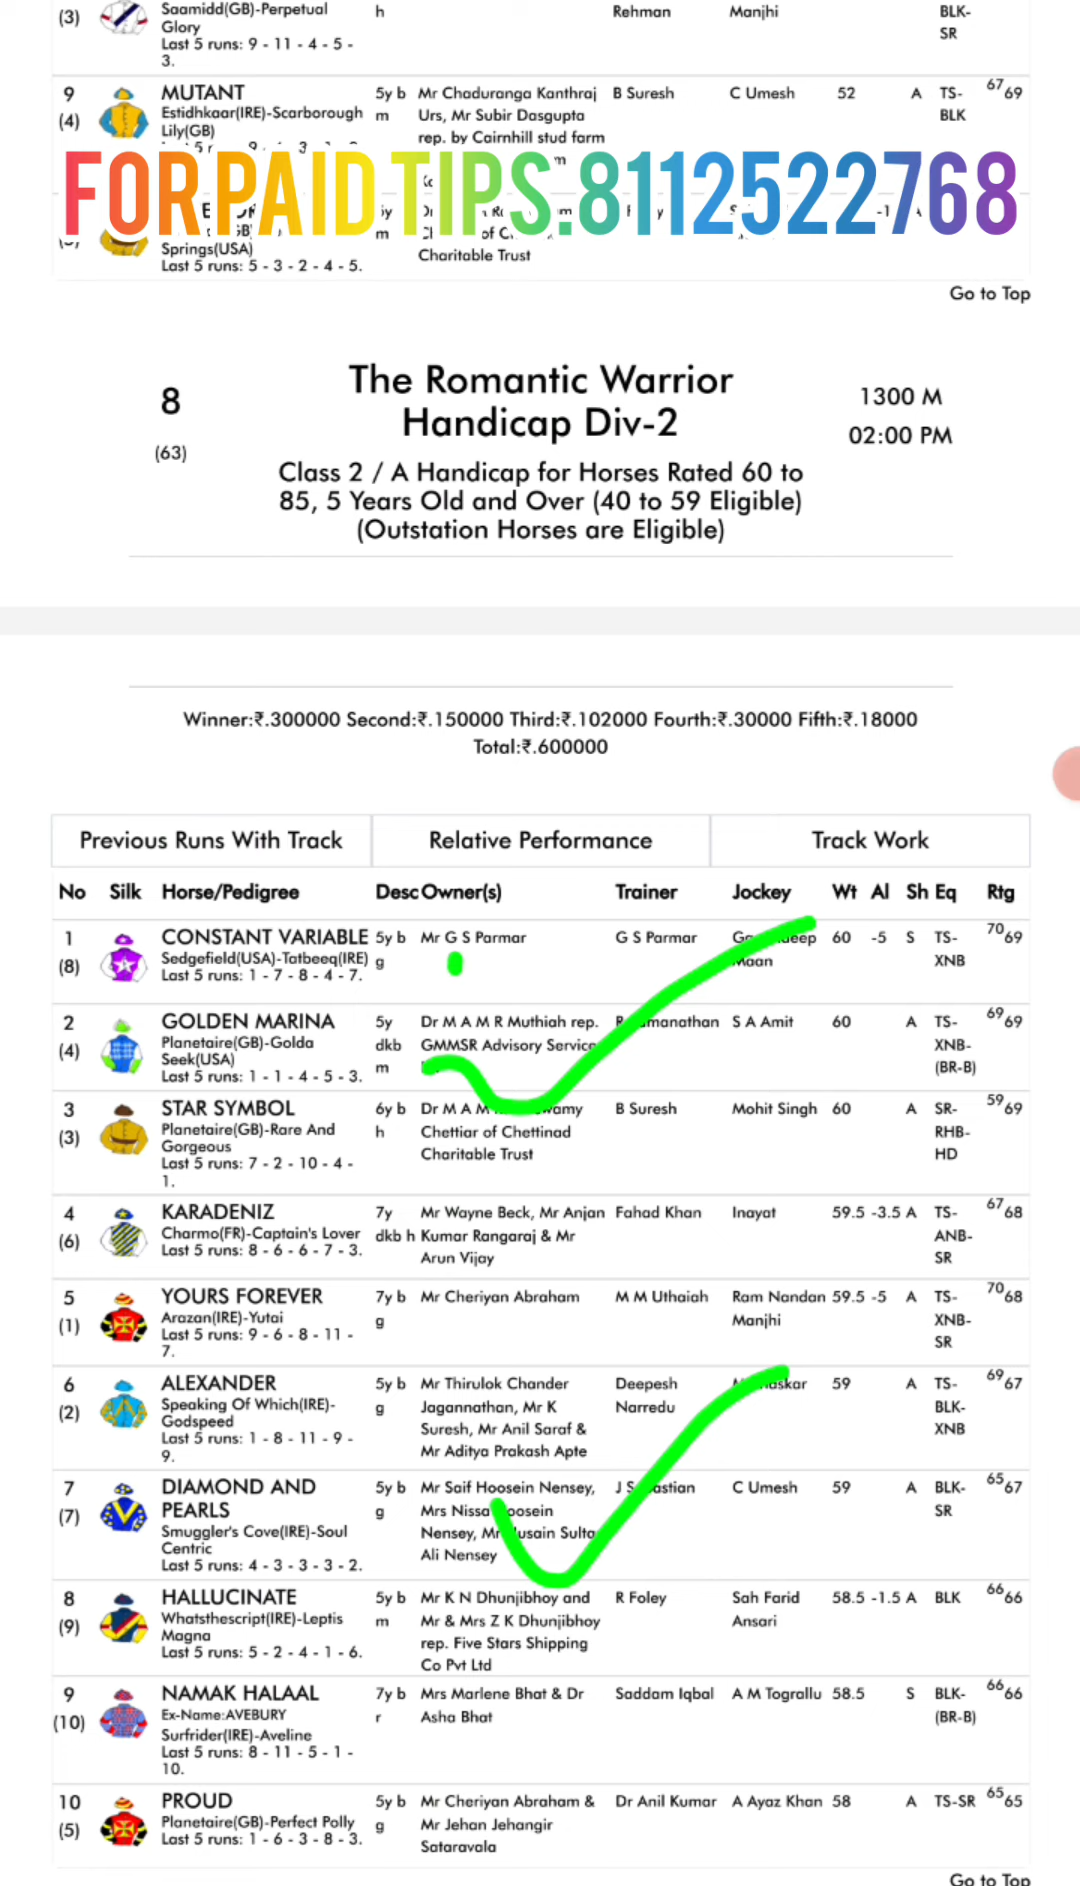 (3) Saamidd(GB)-Perpetual h Rehman Manjhi BLK-
Glory SR
Last 5 runs: 9 - 11 - 4 - 5 -
3.
9 MUTANT 5y b Mr Chaduranga Kanthraj B Suresh C Umesh 52 A TS- 67 69
(4) Estidhkaar(IRE)-Scarborough m Urs, Mr Subir Dasgupta BLK
Lily(GB) rep. by Cairnhill stud farm
FOR PAID TIPS.8112522768
Springs(USA) m Charitable Trust
Last 5 runs: 5 - 3 - 2 - 4 - 5.
Go to Top
8 The Romantic Warrior 1300 M
(63) Handicap Div-2 02:00 PM
Class 2 / A Handicap for Horses Rated 60 to
85, 5 Years Old and Over (40 to 59 Eligible)
(Outstation Horses are Eligible)
Winner:₹.300000 Second:₹.150000 Third:₹.102000 Fourth:₹.30000 Fifth:₹.18000
Total:₹.600000
Previous Runs With Track Relative Performance Track Work
No Silk Horse/Pedigree Desc Owner(s) Trainer Jockey Wt Al Sh Eq Rtg
1 CONSTANT VARIABLE 5y b Mr G S Parmar G S Parmar 60 -5 S TS- 70 69
(8) Sedgefield(USA)-Tatbeeq(IRE) g Maan XNB
Last 5 runs: 1 - 7 - 8 - 4 - 7.
2 GOLDEN MARINA 5y Dr M A M R Muthiah rep. S A Amit 60 A TS- 69 69
(4) Planetaire(GB)-Golda dkb GMMSR Advisory Service XNB-
Seek(USA) m (BR-B)
Last 5 runs: 1 - 1 - 4 - 5 - 3.
3 STAR SYMBOL 6y b Dr M A M B Suresh Mohit Singh 60 A SR- 59 69
(3) Planetaire(GB)-Rare And h Chettiar of Chettinad RHB-
Gorgeous Charitable Trust HD
Last 5 runs: 7 - 2 - 10 - 4 -
1.
4 KARADENIZ 7y Mr Wayne Beck, Mr Anjan Fahad Khan Inayat 59.5 -3.5 A TS- 67 68
(6) Charmo(FR)-Captain's Lover dkb h Kumar Rangaraj & Mr ANB-
Last 5 runs: 8 - 6 - 6 - 7 - 3. Arun Vijay SR
5 YOURS FOREVER 7y b Mr Cheriyan Abraham M M Uthaiah Ram Nandan 59.5 -5 A TS- 70 68
(1) Arazan(IRE)-Yutai g Manjhi XNB-
Last 5 runs: 9 - 6 - 8 - 11 - SR
7.
6 ALEXANDER 5y b Mr Thirulok Chander Deepesh 59 A TS- 69 67
(2) Speaking Of Which(IRE)- g Jagannathan, Mr K Narredu BLK-
Godspeed Suresh, Mr Anil Saraf & XNB
Last 5 runs: 1 - 8 - 11 - 9 - Mr Aditya Prakash Apte
9.
7 DIAMOND AND 5y b Mr Saif Hoosein Nensey, C Umesh 59 A BLK- 65 67
(7) PEARLS g Mrs Nissa Hoosein SR
Smuggler's Cove(IRE)-Soul Nensey, Mr Husain Sultan
Centric Ali Nensey
Last 5 runs: 4 - 3 - 3 - 3 - 2.
8 HALLUCINATE 5y b Mr K N Dhunjibhoy and R Foley Sah Farid 58.5 -1.5 A BLK 66 66
(9) Whatsthescript(IRE)-Leptis m Mr & Mrs Z K Dhunjibhoy Ansari
Magna rep. Five Stars Shipping
Last 5 runs: 5 - 2 - 4 - 1 - 6. Co Pvt Ltd
9 NAMAK HALAAL 7y b Mrs Marlene Bhat & Dr Saddam Iqbal A M Tograllu 58.5 S BLK- 66 66
(10) Ex-Name:AVEBURY r Asha Bhat (BR-B)
Surfrider(IRE)-Aveline
Last 5 runs: 8 - 11 - 5 - 1 -
10.
10 PROUD 5y b Mr Cheriyan Abraham & Dr Anil Kumar A Ayaz Khan 58 A TS-SR 65 65
(5) Planetaire(GB)-Perfect Polly g Mr Jehan Jehangir
Last 5 runs: 1 - 6 - 3 - 8 - 3. Sataravala
Go to Top